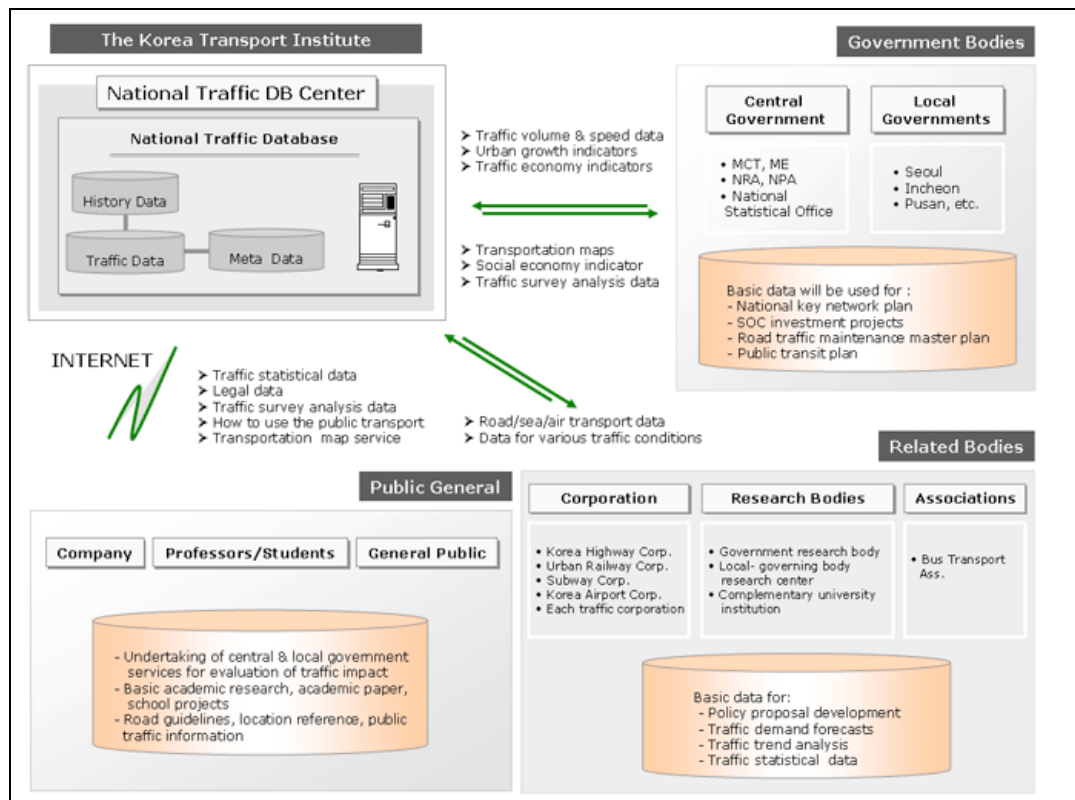 The Korea Transport Institute
National Traffic DB Center
National Traffic Database
History Data
Traffic Data
Meta Data
➤ Traffic volume & speed data
➤ Urban growth indicators
➤ Traffic economy indicators
➤ Transportation maps
➤ Social economy indicator
➤ Traffic survey analysis data
Government Bodies
Central
Government
• MCT, ME
• NRA, NPA
• National
Statistical Office
Local
Governments
• Seoul
• Incheon
• Pusan, etc.
Basic data will be used for :
- National key network plan
- SOC investment projects
- Road traffic maintenance master plan
- Public transit plan
INTERNET
➤ Traffic statistical data
➤ Legal data
➤ Traffic survey analysis data
➤ How to use the public transport
➤ Transportation map service
➤ Road/sea/air transport data
➤ Data for various traffic conditions
Public General
Company
Professors/Students
General Public
- Undertaking of central & local government
services for evaluation of traffic impact
- Basic academic research, academic paper,
school projects
- Road guidelines, location reference, public
traffic information
Related Bodies
Corporation
• Korea Highway Corp.
• Urban Railway Corp.
• Subway Corp.
• Korea Airport Corp.
• Each traffic corporation
Research Bodies
• Government research body
• Local- governing body
research center
• Complementary university
institution
Associations
• Bus Transport
Ass.
Basic data for:
- Policy proposal development
- Traffic demand forecasts
- Traffic trend analysis
- Traffic statistical data